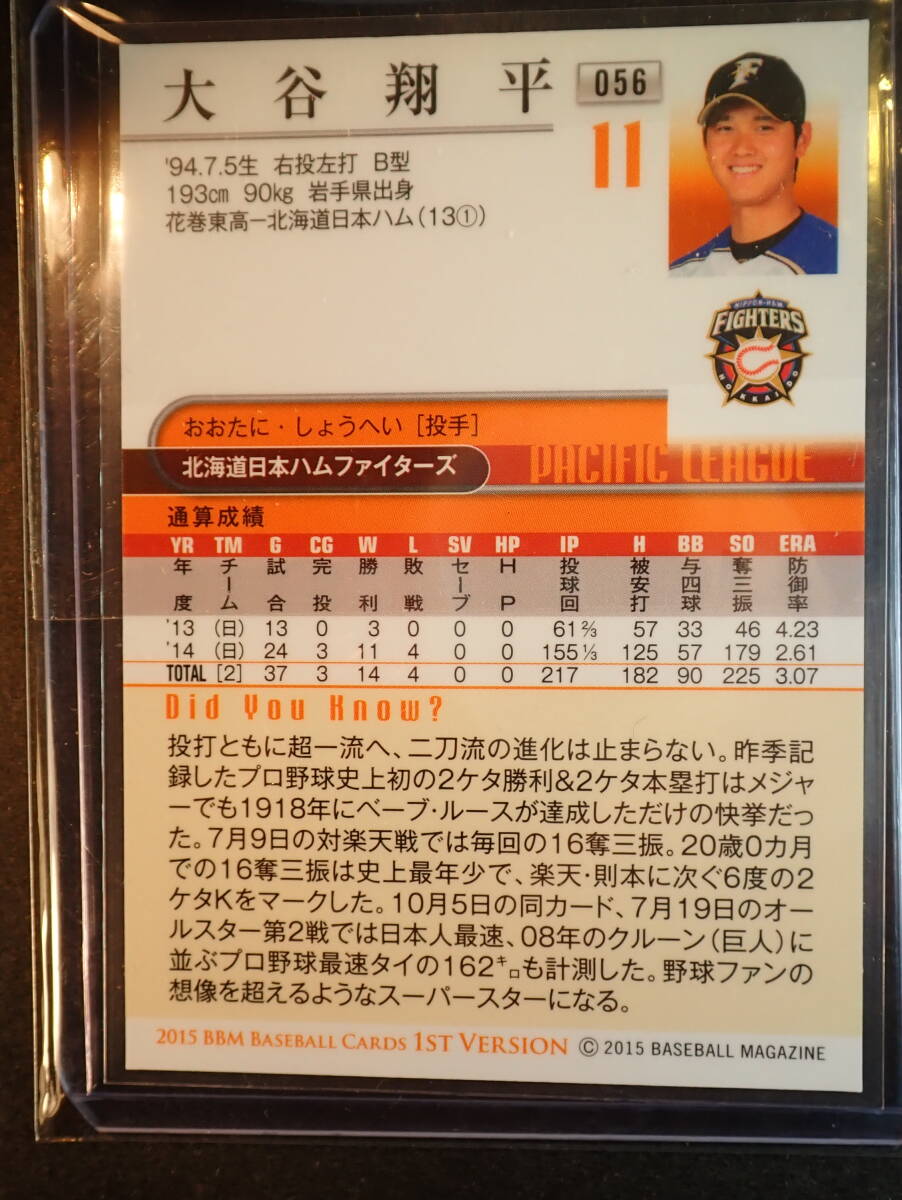 大谷翔平 056
11
'94.7.5生 右投左打 B型
193cm 90kg 岩手県出身
花巻東高ー北海道日本ハム(13①)
NIPPON-HAM
FIGHTERS
HOKKAIDO
おおたに・しょうへい [投手]
北海道日本ハムファイターズ PACIFIC LEAGUE
通算成績
YR TM G CG W L SV HP IP H BB SO ERA
年度 チーム 試合 完投 勝利 敗戦 セーブ HP 投球回 被安打 与四球 奪三振 防御率
'13 (日) 13 0 3 0 0 0 61⅔ 57 33 46 4.23
'14 (日) 24 3 11 4 0 0 155⅓ 125 57 179 2.61
TOTAL [2] 37 3 14 4 0 0 217 182 90 225 3.07
Did You Know?
投打ともに超一流へ、二刀流の進化は止まらない。昨季記
録したプロ野球史上初の2ケタ勝利&2ケタ本塁打はメジャ
ーでも1918年にベーブ・ルースが達成しただけの快挙だっ
た。7月9日の対楽天戦では毎回の16奪三振。20歳0カ月
での16奪三振は史上最年少で、楽天・則本に次ぐ6度の2
ケタKをマークした。10月5日の同カード、7月19日のオー
ルスター第2戦では日本人最速、08年のクルーン(巨人)に
並ぶプロ野球最速タイの162㌔も計測した。野球ファンの
想像を超えるようなスーパースターになる。
2015 BBM BASEBALL CARDS 1ST VERSION © 2015 BASEBALL MAGAZINE